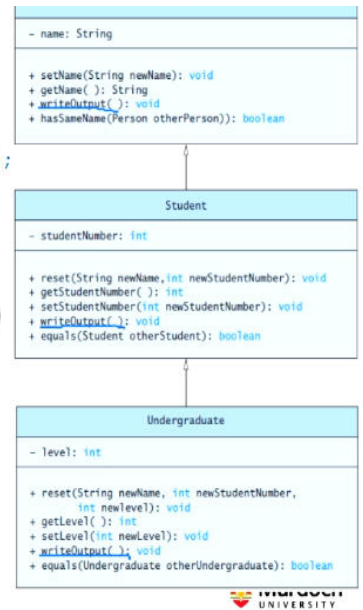 - name: String
+ setName(String newName): void
+ getName( ): String
+ writeOutput( ): void
+ hasSameName(Person otherPerson)): boolean
;
Student
- studentNumber: int
+ reset(String newName,int newStudentNumber): void
+ getStudentNumber( ): int
+ setStudentNumber(int newStudentNumber): void
+ writeOutput( ): void
+ equals(Student otherStudent): boolean
Undergraduate
- level: int
+ reset(String newName, int newStudentNumber,
int newlevel): void
+ getLevel( ): int
+ setLevel(int newLevel): void
+ writeOutput( ): void
+ equals(Undergraduate otherUndergraduate): boolean
Murdoch
UNIVERSITY